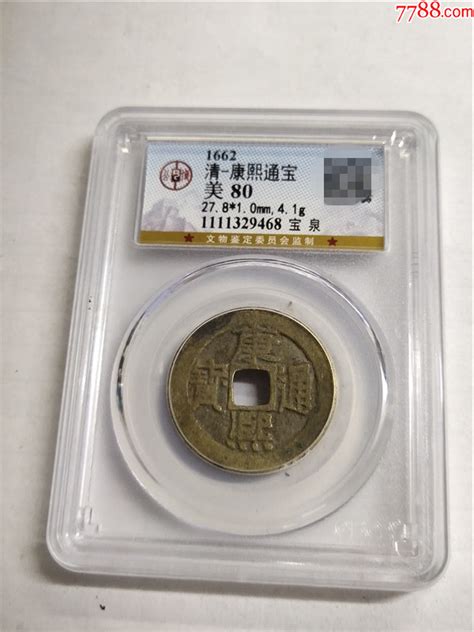 7788.com
1662
清-康熙通宝
美 80
27.8*1.0mm,4.1g
1111329468 宝 泉
★ 文物鉴定委员会监制 ★
康
寶 通
熙